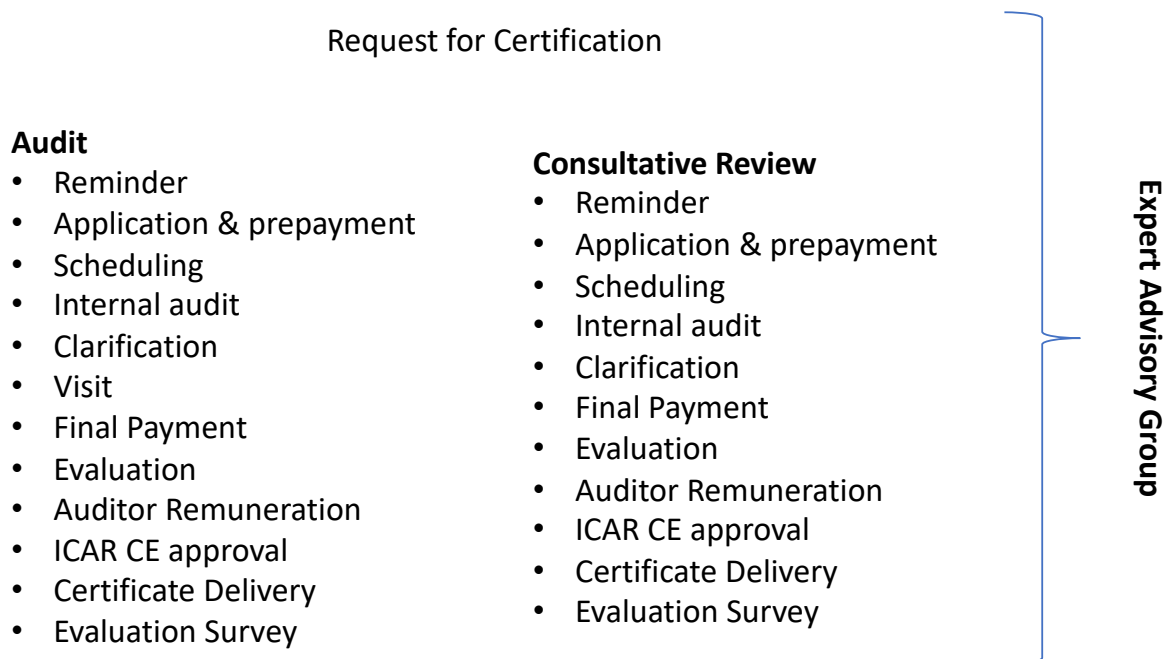 Request for Certification
Audit
• Reminder
• Application & prepayment
• Scheduling
• Internal audit
• Clarification
• Visit
• Final Payment
• Evaluation
• Auditor Remuneration
• ICAR CE approval
• Certificate Delivery
• Evaluation Survey
Consultative Review
• Reminder
• Application & prepayment
• Scheduling
• Internal audit
• Clarification
• Final Payment
• Evaluation
• Auditor Remuneration
• ICAR CE approval
• Certificate Delivery
• Evaluation Survey
Expert Advisory Group